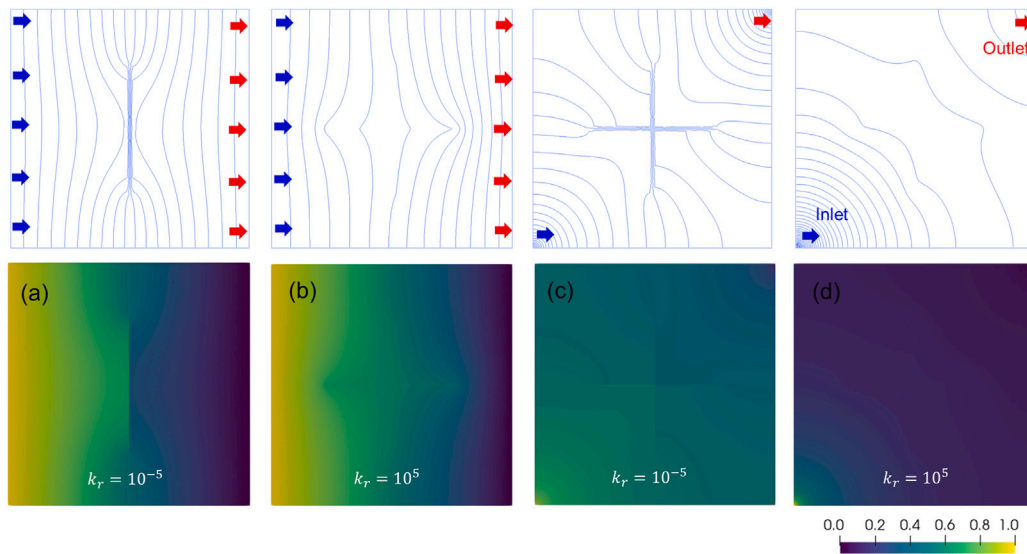 Outlet
Inlet
(a)
(b)
(c)
(d)
k_r = 10^{-5}
k_r = 10^5
k_r = 10^{-5}
k_r = 10^5
0.0 0.2 0.4 0.6 0.8 1.0